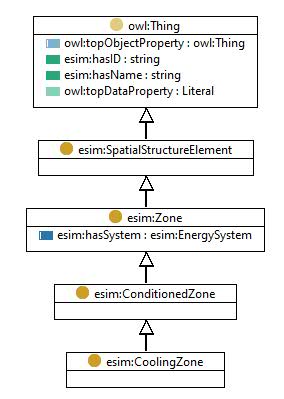 owl:Thing
owl:topObjectProperty : owl:Thing
esim:hasID : string
esim:hasName : string
owl:topDataProperty : Literal
esim:SpatialStructureElement
esim:Zone
esim:hasSystem : esim:EnergySystem
esim:ConditionedZone
esim:CoolingZone